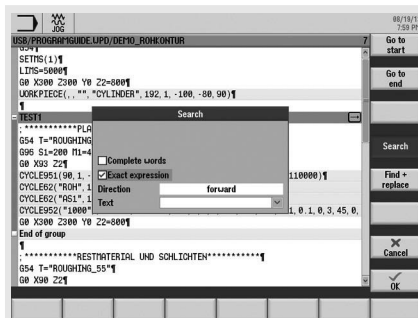 JOG
08/19/1
7:59 P
USB/PROGRAMGUIDE.WPD/DEMO_ROHKONTUR 7
G54¶
SETMS(1)¶
LIMS=5000¶
G0 X300 Z300 Y0 Z2=800¶
WORKPIECE(,,"","CYLINDER",192,1,-100,-80,90)¶
¶
TEST1
; ***********PLA
G54 T="ROUGHING
G96 S1=200 M1=4
G0 X93 Z2¶
CYCLE951(90,1,- 110000)¶
CYCLE62("ROH",1
CYCLE62("AS1",1
CYCLE952("1000" 1,0.1,0,3,45,0,
G0 X300 Z300 Y0 Z2=800¶
End of group
¶
; ***********RESTMATERIAL UND SCHLICHTEN***********¶
G54 T="ROUGHING_55"¶
G0 X90 Z2¶
Search
Complete words
Exact expression
Direction forward
Text
Go to
start
Go to
end
Search
Find +
replace
Cancel
OK